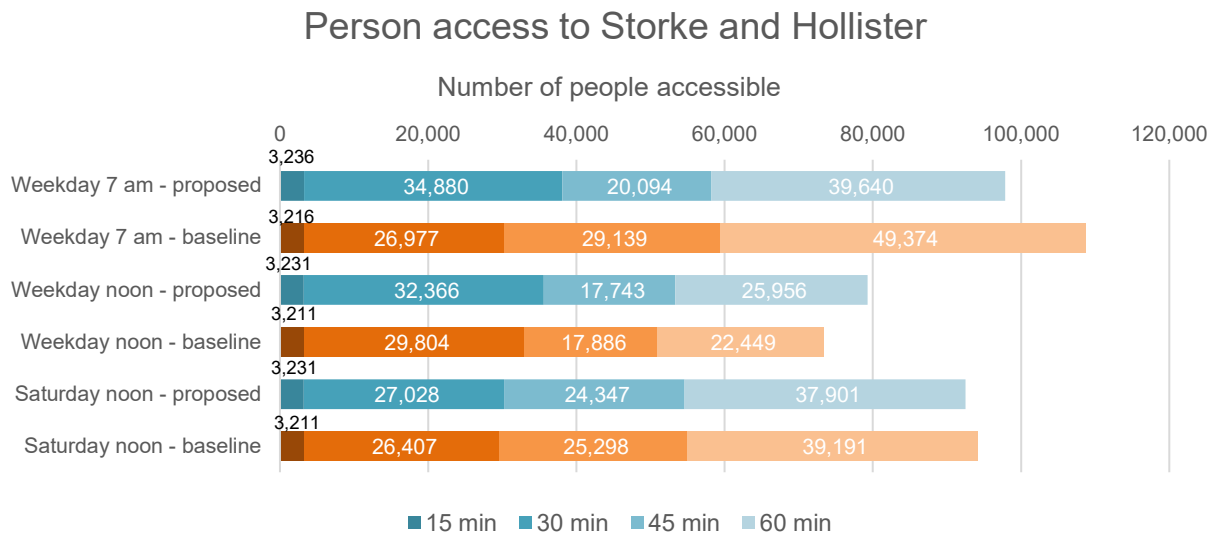 Person access to Storke and Hollister
Number of people accessible
0 20,000 40,000 60,000 80,000 100,000 120,000
3,236
Weekday 7 am - proposed 34,880 20,094 39,640
3,216
Weekday 7 am - baseline 26,977 29,139 49,374
3,231
Weekday noon - proposed 32,366 17,743 25,956
3,211
Weekday noon - baseline 29,804 17,886 22,449
3,231
Saturday noon - proposed 27,028 24,347 37,901
3,211
Saturday noon - baseline 26,407 25,298 39,191
15 min 30 min 45 min 60 min